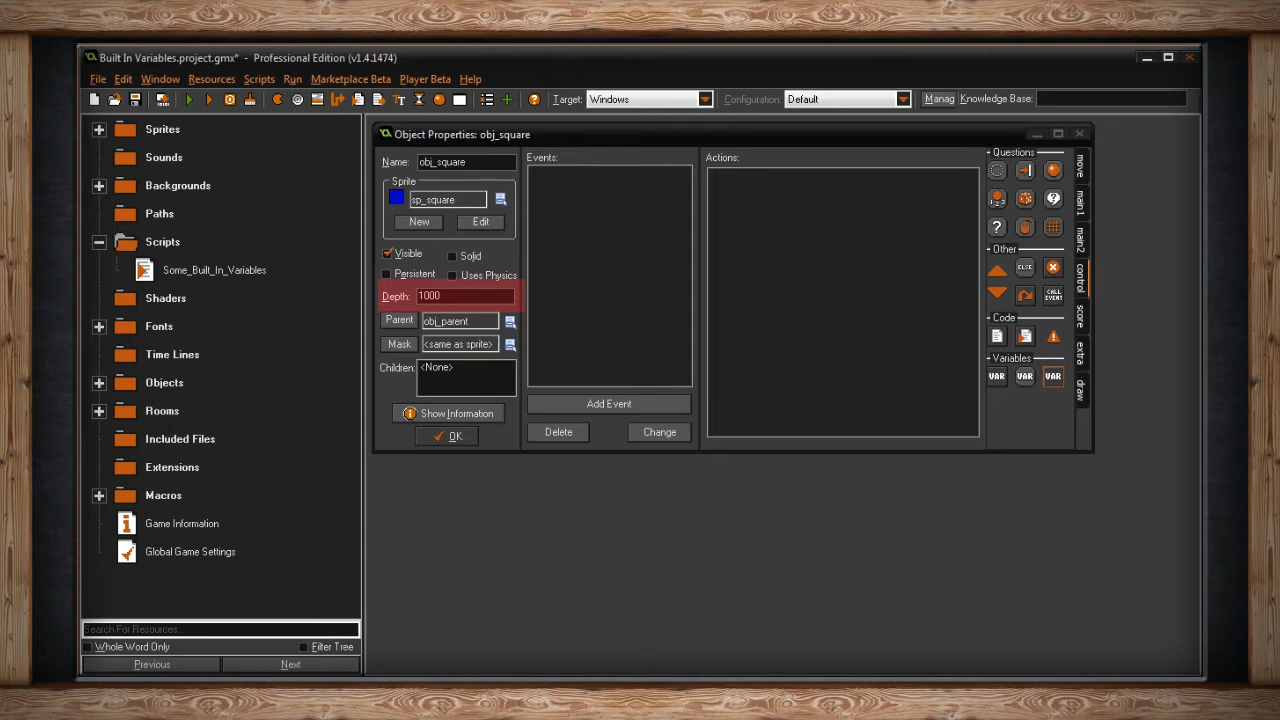 Built In Variables.project.gmx* - Professional Edition (v1.4.1474)
File Edit Window Resources Scripts Run Marketplace Beta Player Beta Help
Target: Windows Configuration: Default Manag Knowledge Base:
Sprites
Sounds
Backgrounds
Paths
Scripts
Some_Built_In_Variables
Shaders
Fonts
Time Lines
Objects
Rooms
Included Files
Extensions
Macros
Game Information
Global Game Settings
Search For Resources...
Whole Word Only Filter Tree
Previous Next
Object Properties: obj_square
Name: obj_square
Sprite
sp_square
New Edit
Visible Solid
Persistent Uses Physics
Depth: 1000
Parent obj_parent
Mask <same as sprite>
Children: <None>
Show Information
OK
Events:
Add Event
Delete Change
Actions:
Questions
Other
ELSE
CALL
EVENT
Code
Variables
VAR VAR VAR
move
main1
main2
control
score
extra
draw